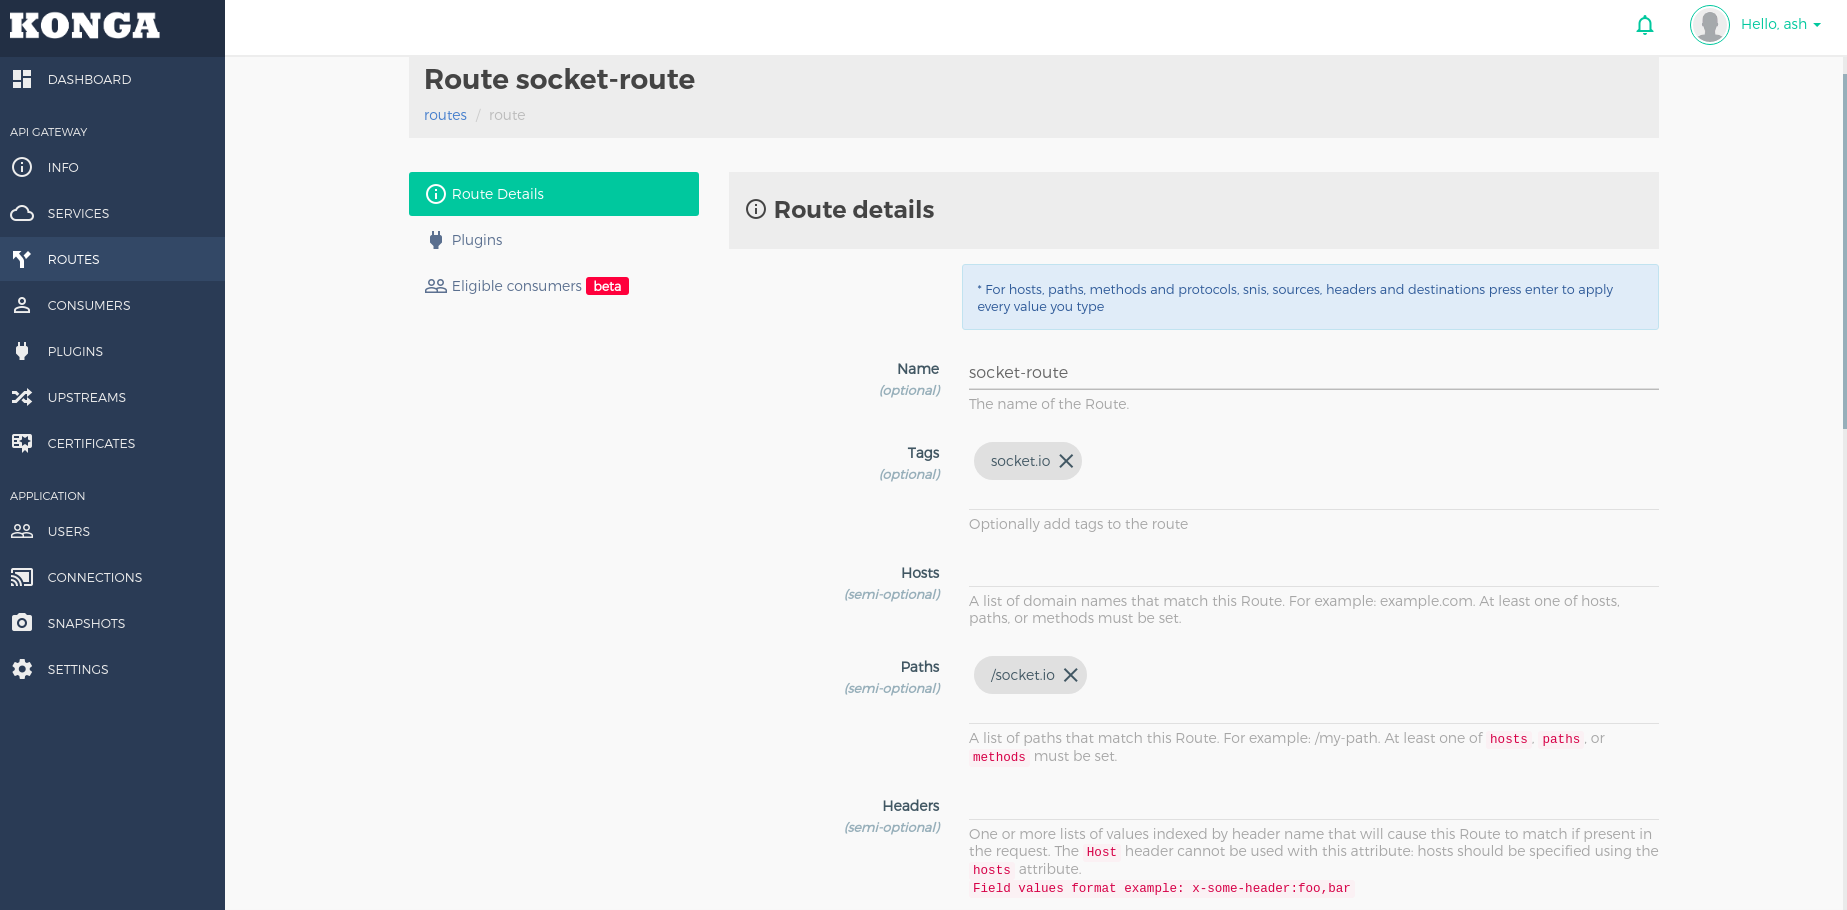 KONGA
Hello, ash
DASHBOARD
API GATEWAY
INFO
SERVICES
ROUTES
CONSUMERS
PLUGINS
UPSTREAMS
CERTIFICATES
APPLICATION
USERS
CONNECTIONS
SNAPSHOTS
SETTINGS
Route socket-route
routes / route
Route Details
Plugins
Eligible consumers beta
Route details
* For hosts, paths, methods and protocols, snis, sources, headers and destinations press enter to apply
every value you type
Name
(optional)
socket-route
The name of the Route.
Tags
(optional)
socket.io
Optionally add tags to the route
Hosts
(semi-optional)
A list of domain names that match this Route. For example: example.com. At least one of hosts,
paths, or methods must be set.
Paths
(semi-optional)
/socket.io
A list of paths that match this Route. For example: /my-path. At least one of hosts, paths, or
methods must be set.
Headers
(semi-optional)
One or more lists of values indexed by header name that will cause this Route to match if present in
the request. The Host header cannot be used with this attribute: hosts should be specified using the
hosts attribute.
Field values format example: x-some-header:foo,bar